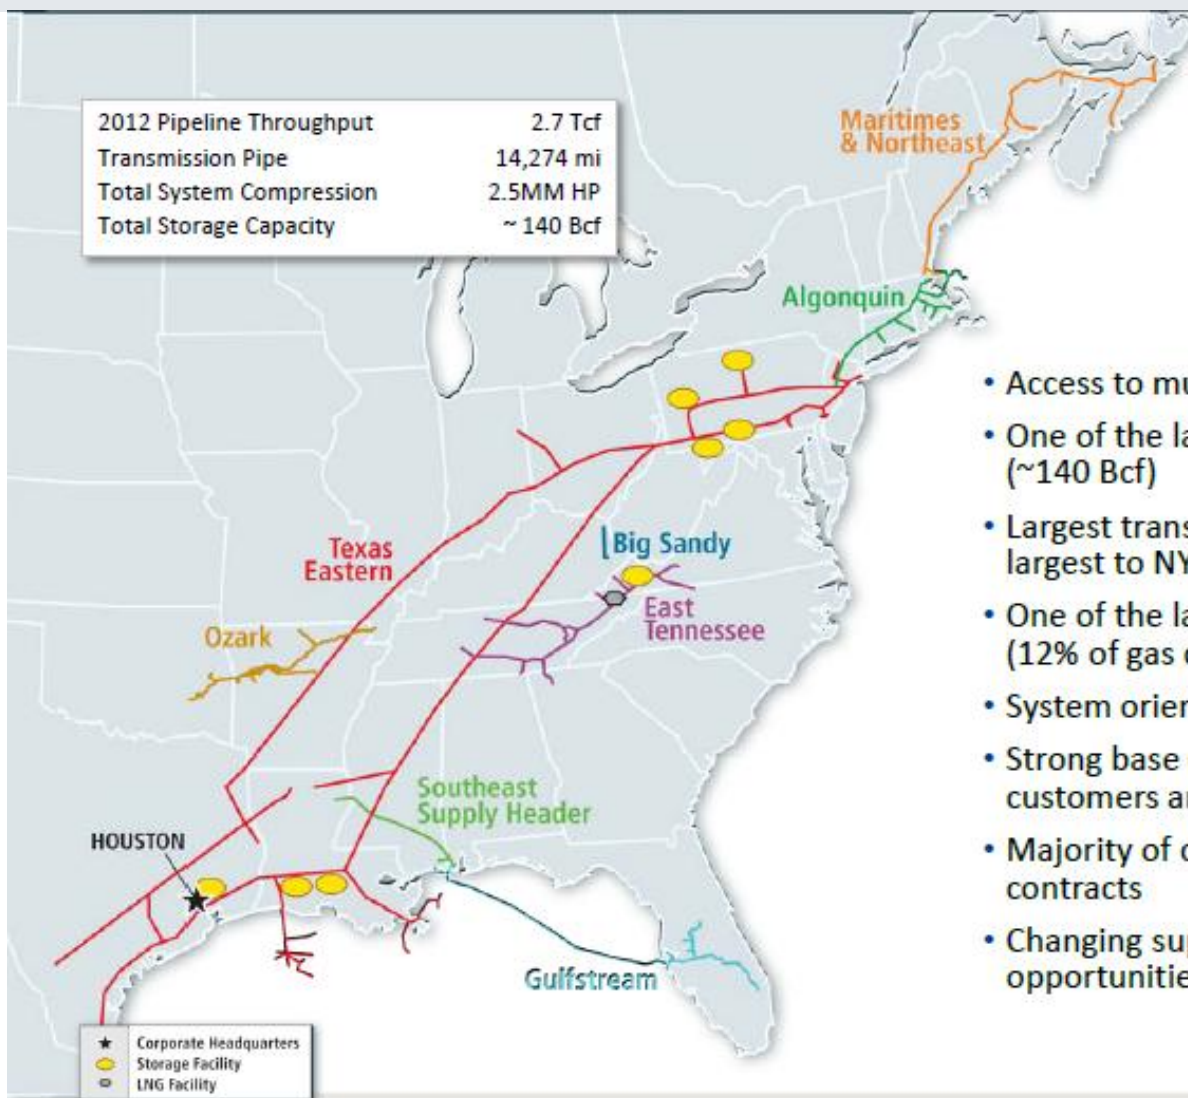 2012 Pipeline Throughput 2.7 Tcf
Transmission Pipe 14,274 mi
Total System Compression 2.5MM HP
Total Storage Capacity ~ 140 Bcf
Maritimes
& Northeast
Algonquin
Texas
Eastern
Big Sandy
East
Tennessee
Ozark
Southeast
Supply Header
HOUSTON
Gulfstream
Corporate Headquarters
Storage Facility
LNG Facility
• Access to mu
• One of the la
(~140 Bcf)
• Largest trans
largest to NY
• One of the la
(12% of gas
• System orien
• Strong base
customers a
• Majority of
contracts
• Changing sup
opportunitie